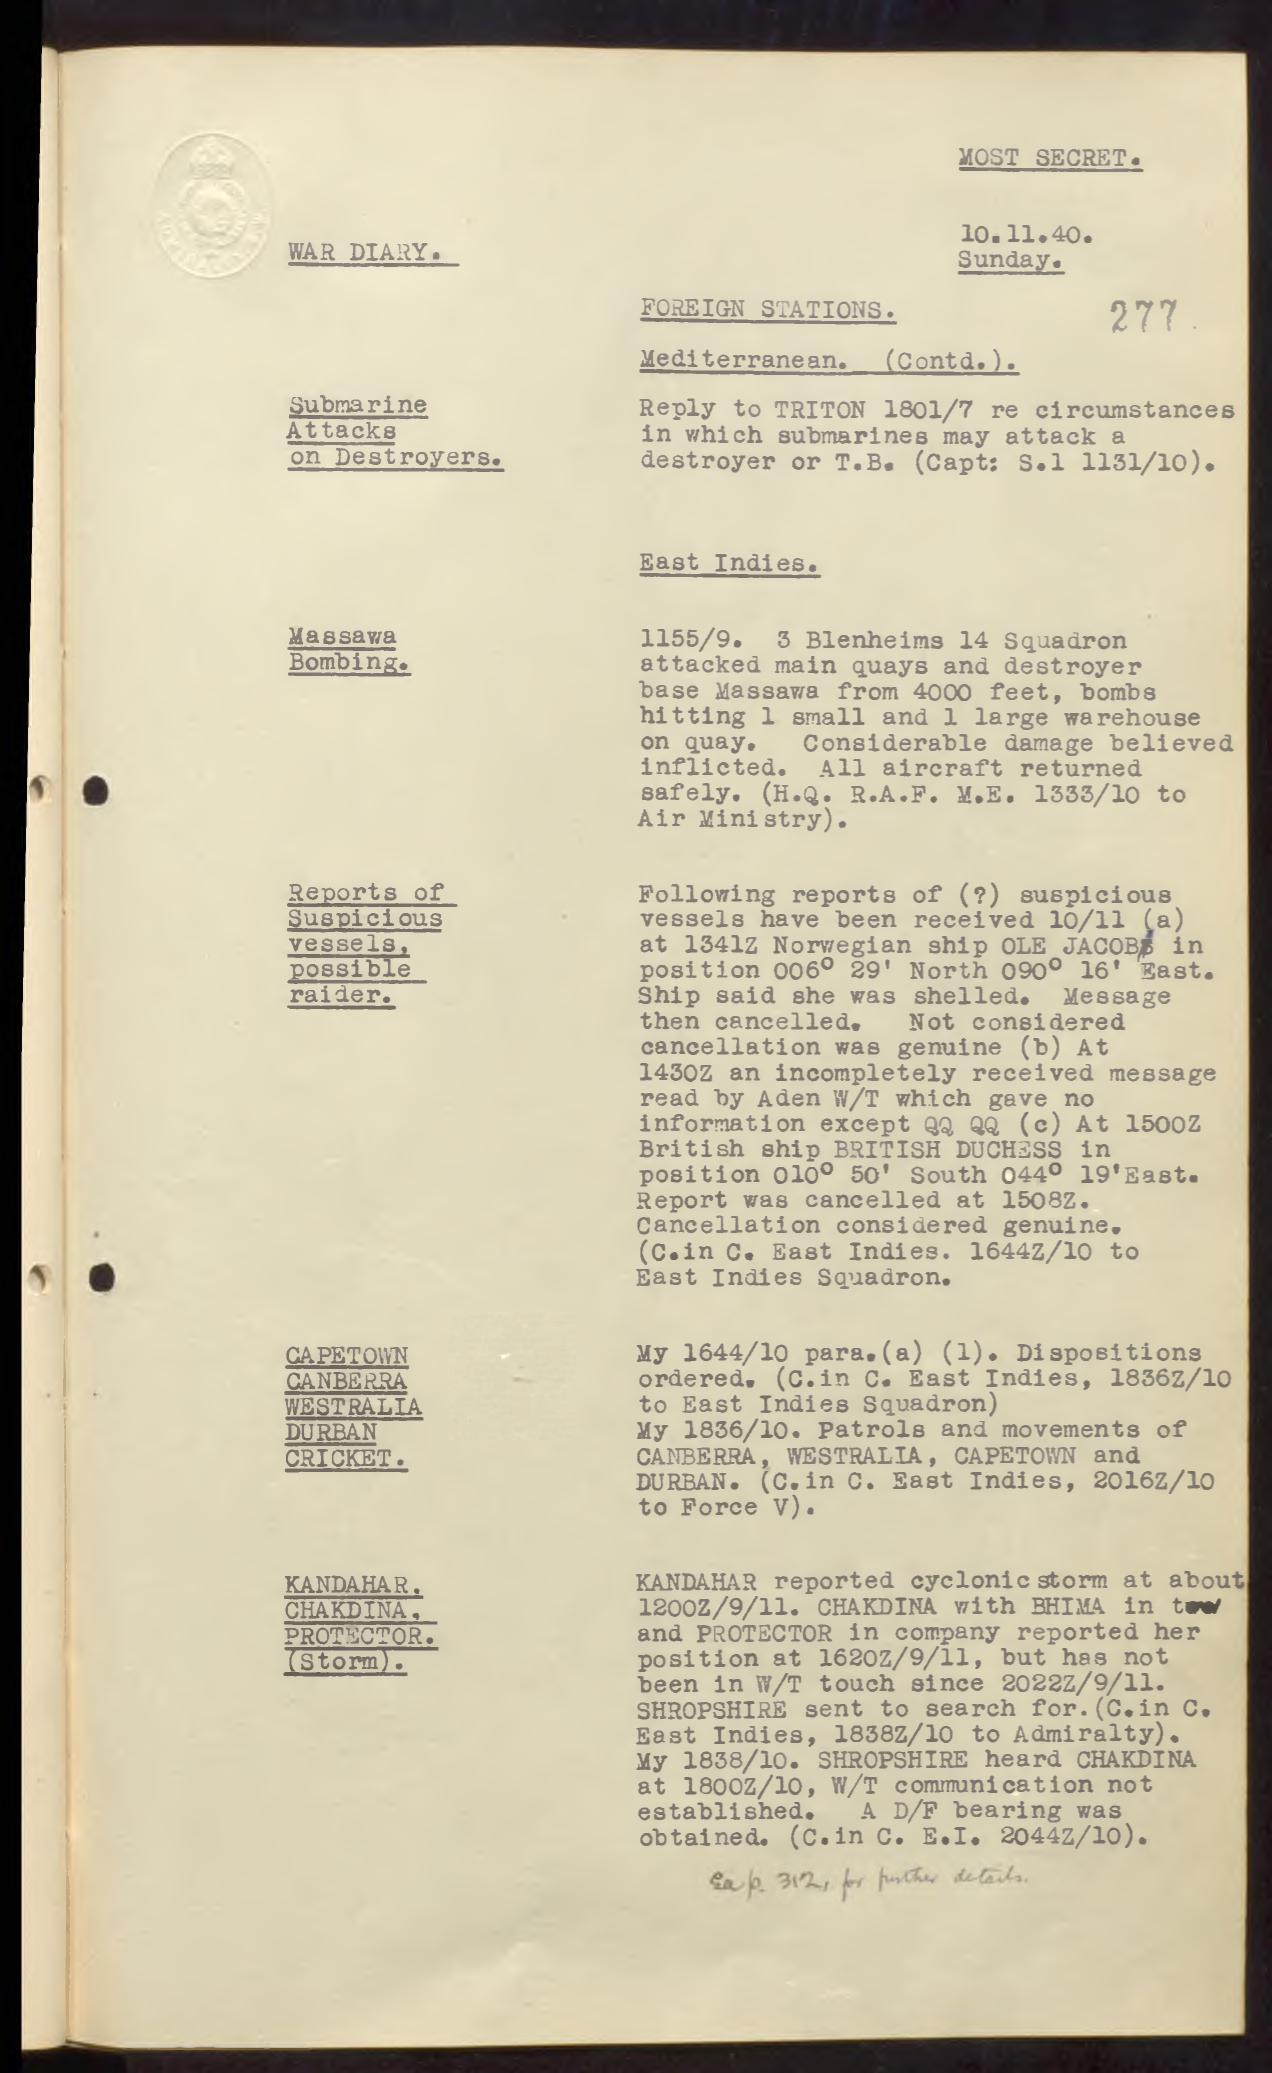 MOST SECRET.
WAR DIARY.
10.11.40.
Sunday.
FOREIGN STATIONS.
277
Mediterranean. (Contd.).
Submarine
Attacks
on Destroyers.
Reply to TRITON 1801/7 re circumstances
in which submarines may attack a
destroyer or T.B. (Capt: S.1 1131/10).
East Indies.
Massawa
Bombing.
1155/9. 3 Blenheims 14 Squadron
attacked main quays and destroyer
base Massawa from 4000 feet, bombs
hitting 1 small and 1 large warehouse
on quay. Considerable damage believed
inflicted. All aircraft returned
safely. (H.Q. R.A.F. M.E. 1333/10 to
Air Ministry).
Reports of
Suspicious
vessels,
possible
raider.
Following reports of (?) suspicious
vessels have been received 10/11 (a)
at 1341Z Norwegian ship OLE JACOB in
position 006° 29' North 090° 16' East.
Ship said she was shelled. Message
then cancelled. Not considered
cancellation was genuine (b) At
1430Z an incompletely received message
read by Aden W/T which gave no
information except QQ QQ (c) At 1500Z
British ship BRITISH DUCHESS in
position 010° 50' South 044° 19'East.
Report was cancelled at 1508Z.
Cancellation considered genuine.
(C.in C. East Indies. 1644Z/10 to
East Indies Squadron.
CAPETOWN
CANBERRA
WESTRALIA
DURBAN
CRICKET.
My 1644/10 para.(a) (1). Dispositions
ordered. (C.in C. East Indies, 1836Z/10
to East Indies Squadron)
My 1836/10. Patrols and movements of
CANBERRA, WESTRALIA, CAPETOWN and
DURBAN. (C.in C. East Indies, 2016Z/10
to Force V).
KANDAHAR.
CHAKDINA,
PROTECTOR.
(Storm).
KANDAHAR reported cyclonic storm at about
1200Z/9/11. CHAKDINA with BHIMA in tow
and PROTECTOR in company reported her
position at 1620Z/9/11, but has not
been in W/T touch since 2022Z/9/11.
SHROPSHIRE sent to search for.(C.in C.
East Indies, 1838Z/10 to Admiralty).
My 1838/10. SHROPSHIRE heard CHAKDINA
at 1800Z/10, W/T communication not
established. A D/F bearing was
obtained. (C.in C. E.I. 2044Z/10).
p. 312, for further details.